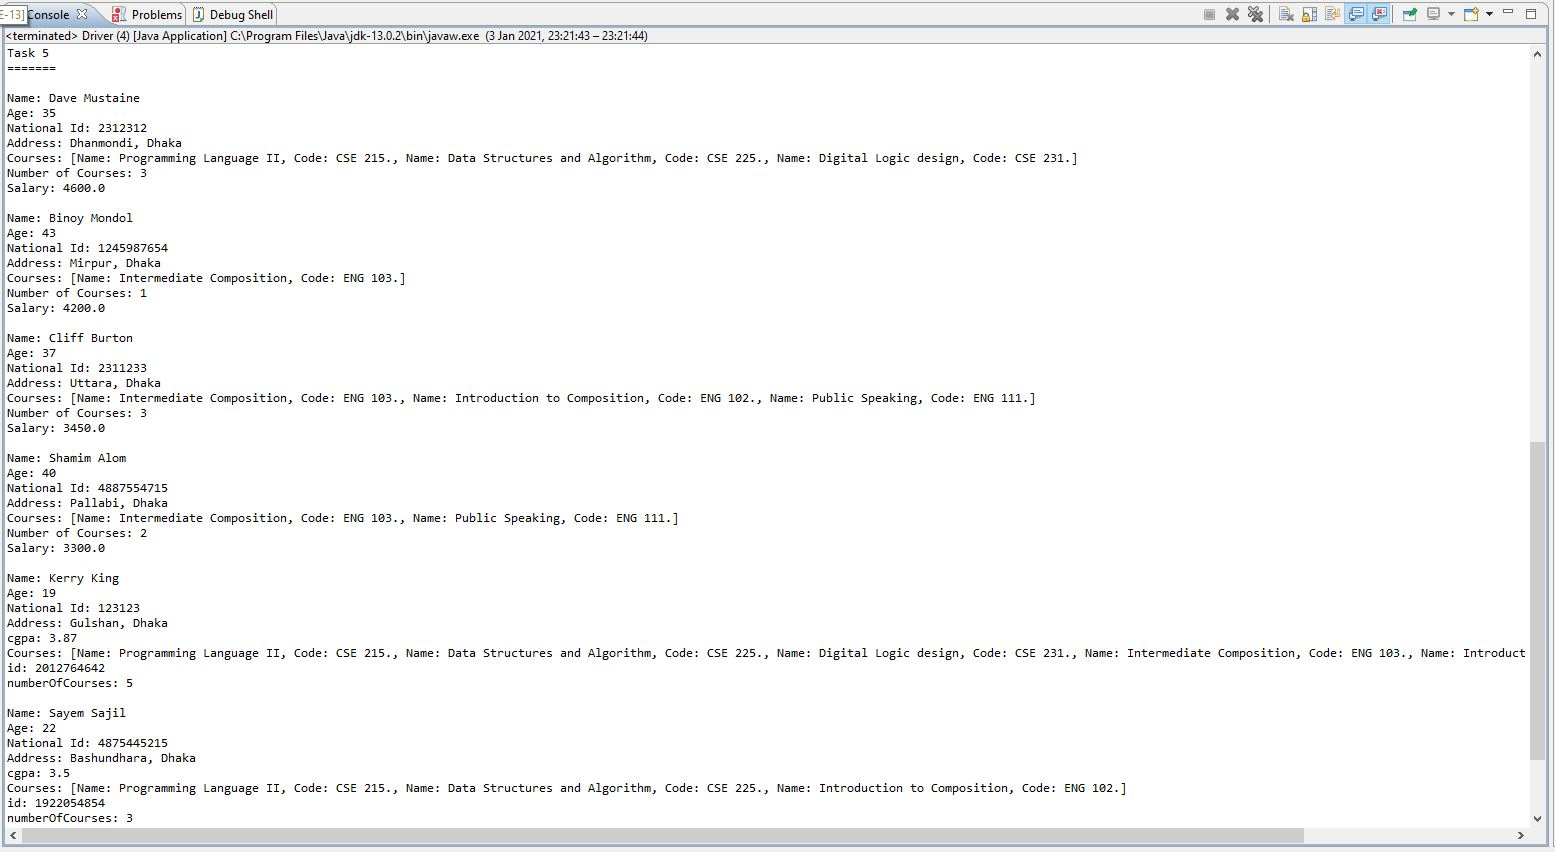 E-13]
Console Problems Debug Shell
<terminated> Driver (4) [Java Application] C:\Program Files\Java\jdk-13.0.2\bin\javaw.exe (3 Jan 2021, 23:21:43 – 23:21:44)
Task 5
=======
Name: Dave Mustaine
Age: 35
National Id: 2312312
Address: Dhanmondi, Dhaka
Courses: [Name: Programming Language II, Code: CSE 215., Name: Data Structures and Algorithm, Code: CSE 225., Name: Digital Logic design, Code: CSE 231.]
Number of Courses: 3
Salary: 4600.0
Name: Binoy Mondol
Age: 43
National Id: 1245987654
Address: Mirpur, Dhaka
Courses: [Name: Intermediate Composition, Code: ENG 103.]
Number of Courses: 1
Salary: 4200.0
Name: Cliff Burton
Age: 37
National Id: 2311233
Address: Uttara, Dhaka
Courses: [Name: Intermediate Composition, Code: ENG 103., Name: Introduction to Composition, Code: ENG 102., Name: Public Speaking, Code: ENG 111.]
Number of Courses: 3
Salary: 3450.0
Name: Shamim Alom
Age: 40
National Id: 4887554715
Address: Pallabi, Dhaka
Courses: [Name: Intermediate Composition, Code: ENG 103., Name: Public Speaking, Code: ENG 111.]
Number of Courses: 2
Salary: 3300.0
Name: Kerry King
Age: 19
National Id: 123123
Address: Gulshan, Dhaka
cgpa: 3.87
Courses: [Name: Programming Language II, Code: CSE 215., Name: Data Structures and Algorithm, Code: CSE 225., Name: Digital Logic design, Code: CSE 231., Name: Intermediate Composition, Code: ENG 103., Name: Introduct
id: 2012764642
numberOfCourses: 5
Name: Sayem Sajil
Age: 22
National Id: 4875445215
Address: Bashundhara, Dhaka
cgpa: 3.5
Courses: [Name: Programming Language II, Code: CSE 215., Name: Data Structures and Algorithm, Code: CSE 225., Name: Introduction to Composition, Code: ENG 102.]
id: 1922054854
numberOfCourses: 3